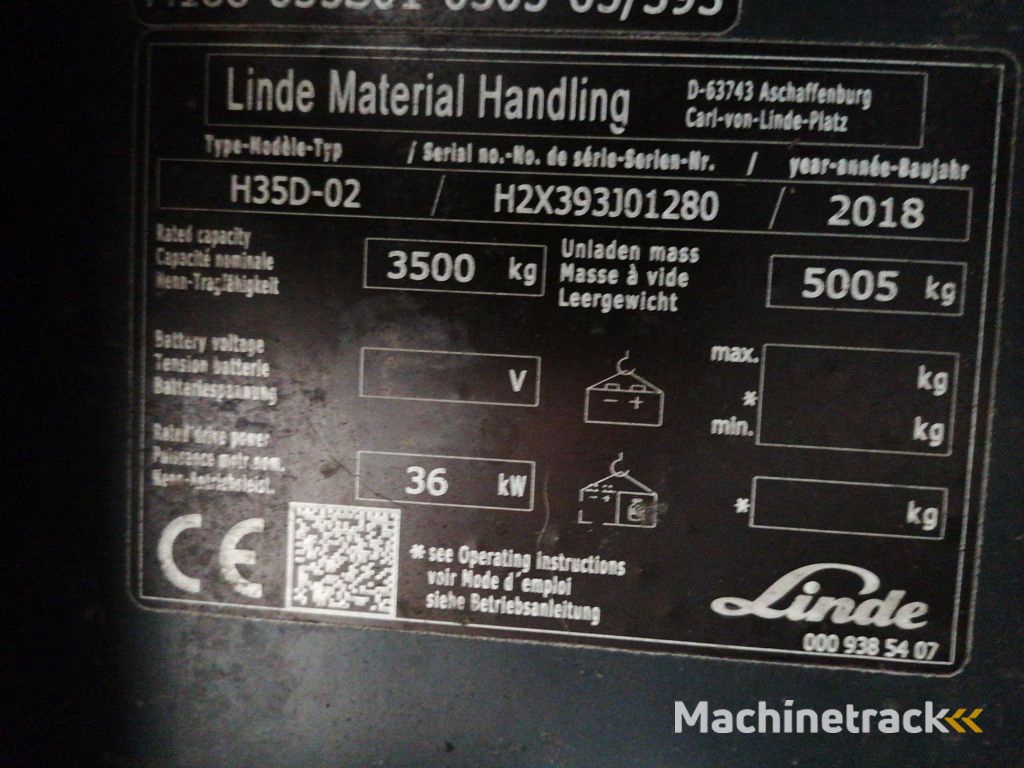 Linde Material Handling
D-63743 Aschaffenburg
Carl-von-Linde-Platz
Type-Modèle-Typ / Serial no.-No. de série-Serien-Nr. / year-année-Baujahr
H35D-02 / H2X393J01280 / 2018
Rated capacity
Capacité nominale
Nenn-Tragfähigkeit
3500 kg
Unladen mass
Masse à vide
Leergewicht
5005 kg
Battery voltage
Tension batterie
Batteriespannung
V
- +
max.
*
min.
kg
kg
Rated drive power
Puissance motr nom.
Nenn-Antriebsleist.
36 kW
* kg
CE
*see Operating instructions
voir Mode d'emploi
siehe Betriebsanleitung
Linde
000 938 54 07
Machinetrack